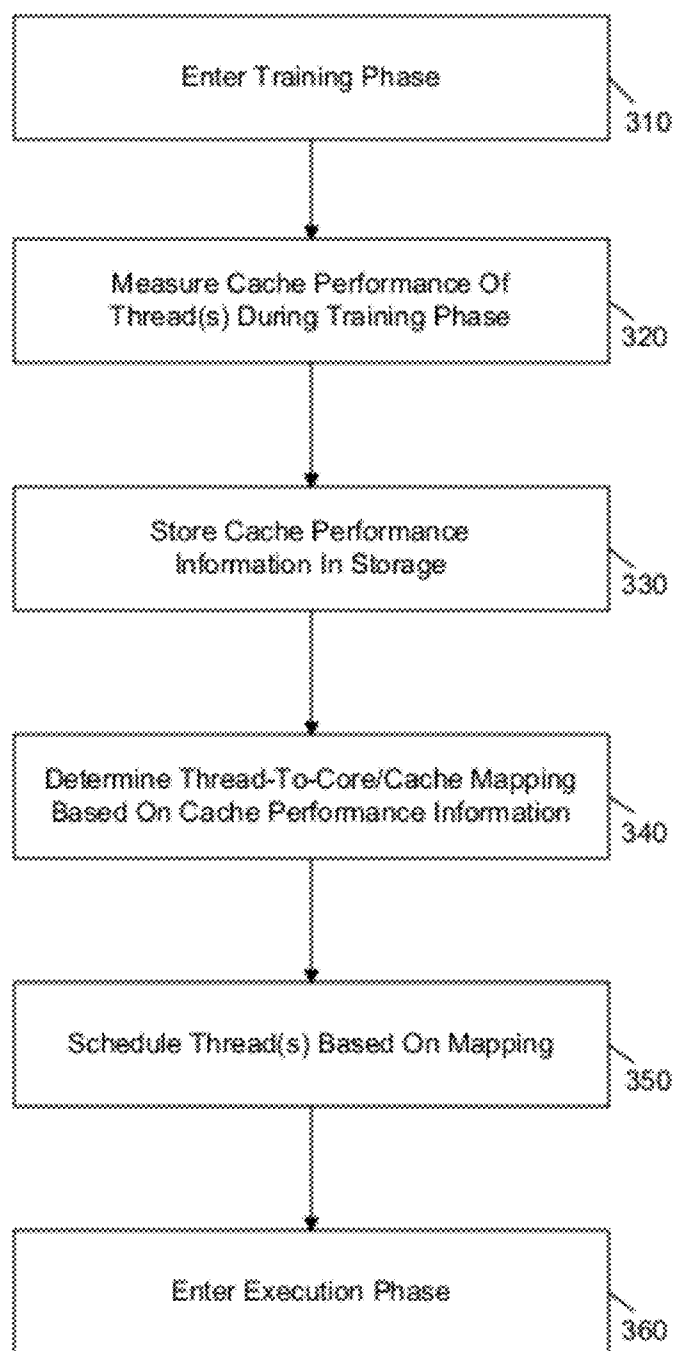 Enter Training Phase
310
Measure Cache Performance Of
Thread(s) During Training Phase
320
Store Cache Performance
Information In Storage
330
Determine Thread-To-Core/Cache Mapping
Based On Cache Performance Information
340
Schedule Thread(s) Based On Mapping
350
Enter Execution Phase
360